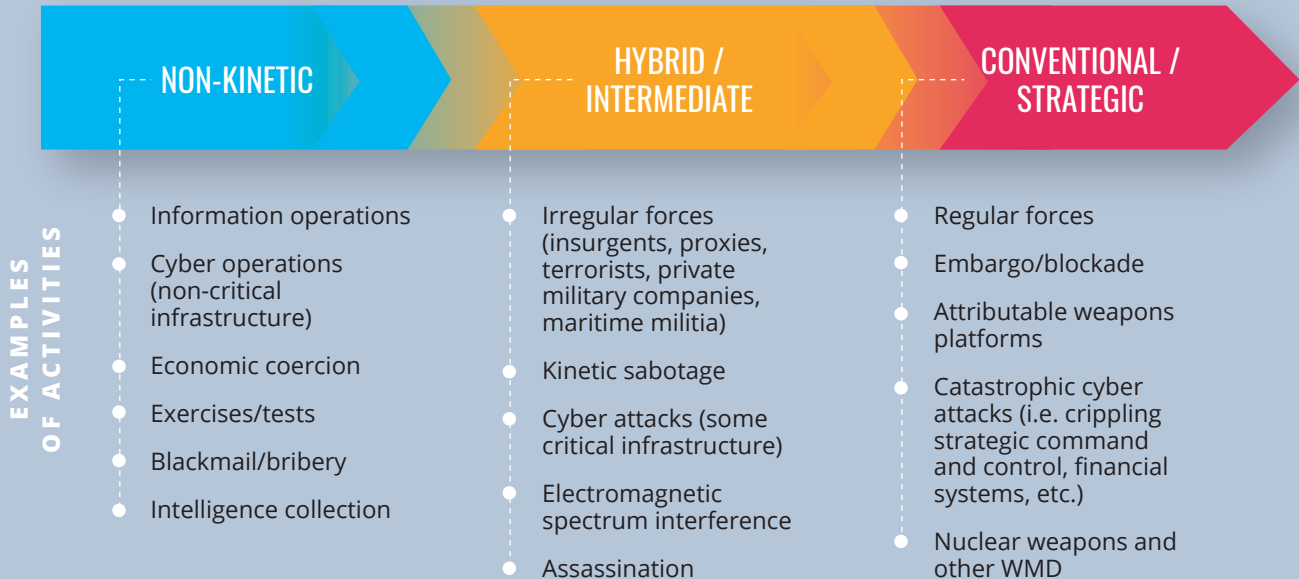 NON-KINETIC
HYBRID /
INTERMEDIATE
CONVENTIONAL /
STRATEGIC
EXAMPLES
OF ACTIVITIES
Information operations
Cyber operations
(non-critical
infrastructure)
Economic coercion
Exercises/tests
Blackmail/bribery
Intelligence collection
Irregular forces
(insurgents, proxies,
terrorists, private
military companies,
maritime militia)
Kinetic sabotage
Cyber attacks (some
critical infrastructure)
Electromagnetic
spectrum interference
Assassination
Regular forces
Embargo/blockade
Attributable weapons
platforms
Catastrophic cyber
attacks (i.e. crippling
strategic command
and control, financial
systems, etc.)
Nuclear weapons and
other WMD